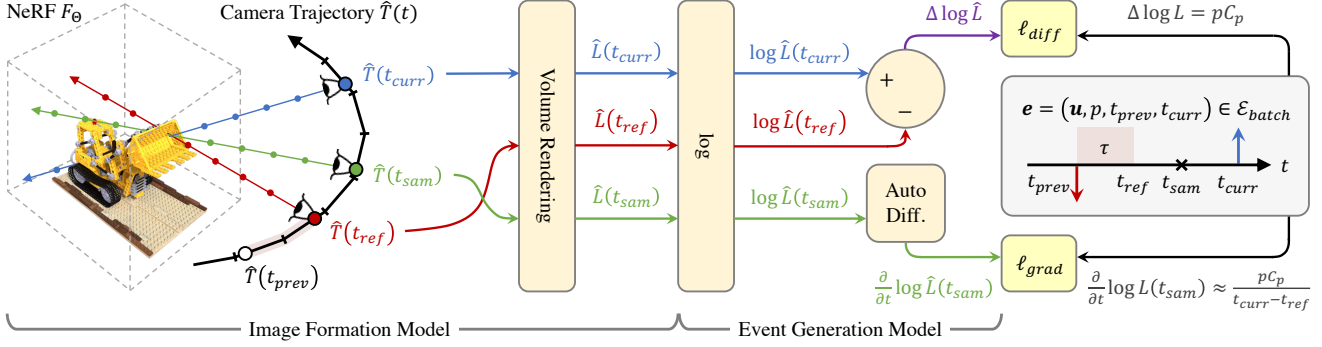 NeRF F_Θ
Camera Trajectory T̂(t)
T̂(t_curr)
T̂(t_sam)
T̂(t_ref)
T̂(t_prev)
Volume Rendering
L̂(t_curr)
L̂(t_ref)
L̂(t_sam)
log
log L̂(t_curr)
log L̂(t_ref)
log L̂(t_sam)
+
−
Auto
Diff.
Δ log L̂
∂/∂t log L̂(t_sam)
ℓ_diff
ℓ_grad
Δ log L = pC_p
e = (u, p, t_prev, t_curr) ∈ ℰ_batch
τ
t_prev t_ref t_sam t_curr t
∂/∂t log L(t_sam) ≈ pC_p / (t_curr − t_ref)
Image Formation Model
Event Generation Model